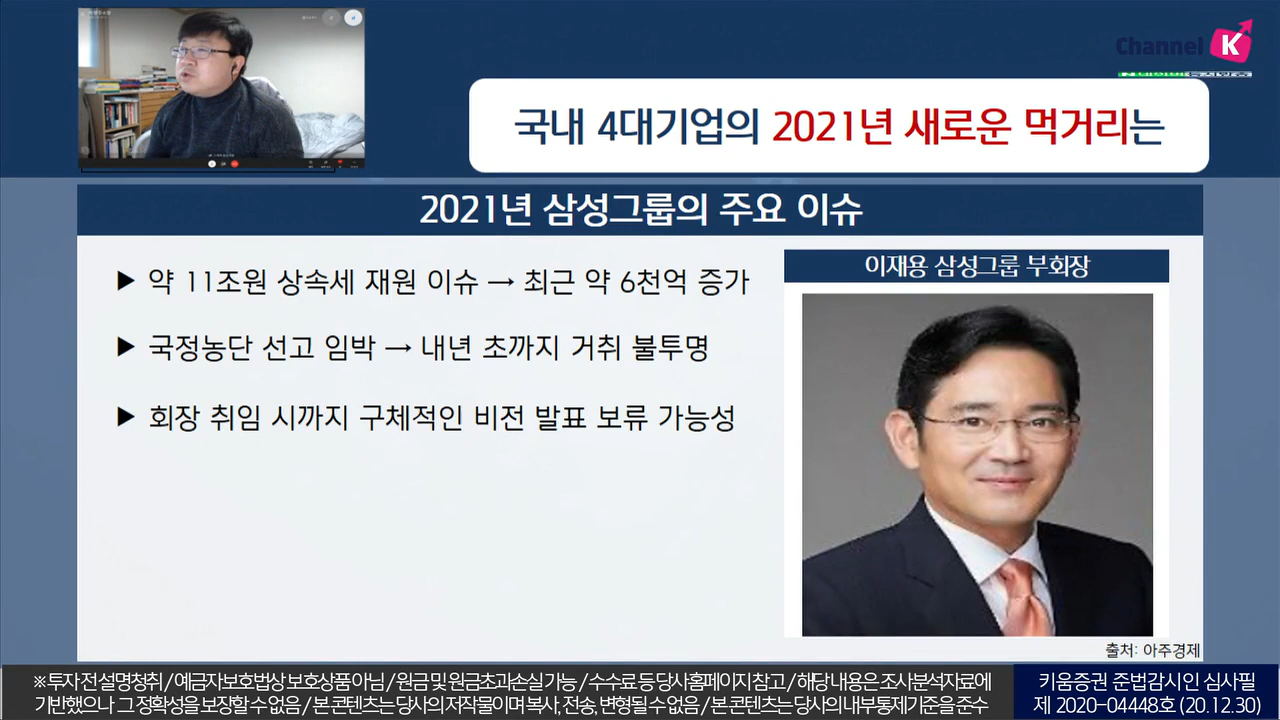 Channel K
국내 4대기업의 2021년 새로운 먹거리는
2021년 삼성그룹의 주요 이슈
▶ 약 11조원 상속세 재원 이슈 → 최근 약 6천억 증가
▶ 국정농단 선고 임박 → 내년 초까지 거취 불투명
▶ 회장 취임 시까지 구체적인 비전 발표 보류 가능성
이재용 삼성그룹 부회장
출처: 아주경제
※ 투자 전 설명청취 / 예금자보호법상 보호상품 아님 / 원금 및 원금초과손실 가능 / 수수료 등 당사홈페이지 참고 / 해당 내용은 조사분석자료에
기반했으나 그 정확성을 보장할 수 없음 / 본 콘텐츠는 당사의 저작물이며 복사, 전송, 변형될 수 없음 / 본 콘텐츠는 당사의 내부통제기준을 준수
키움증권 준법감시인 심사필
제 2020-04448호 (20.12.30)